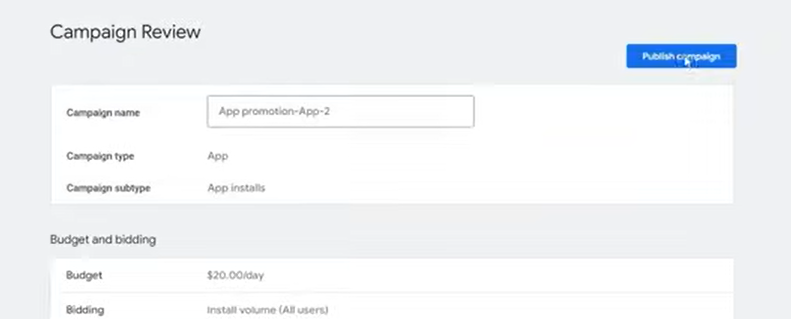 Campaign Review
Publish campaign
Campaign name App promotion-App-2
Campaign type App
Campaign subtype App installs
Budget and bidding
Budget $20.00/day
Bidding Install volume (All users)